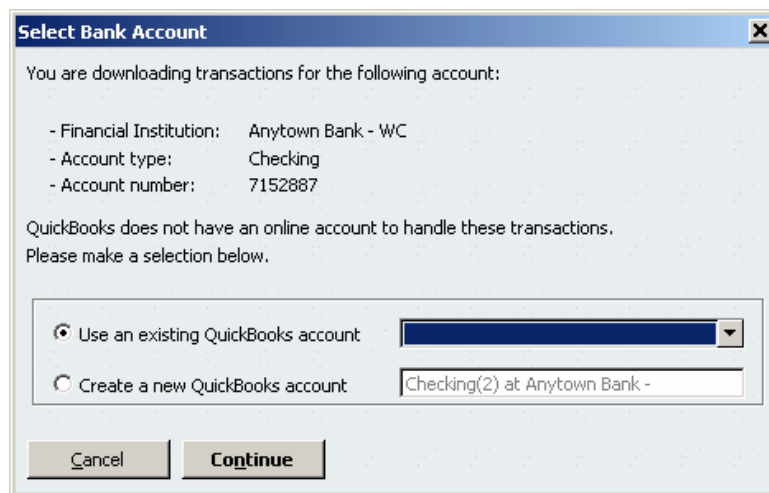 Select Bank Account
You are downloading transactions for the following account:
- Financial Institution: Anytown Bank - WC
- Account type: Checking
- Account number: 7152887
QuickBooks does not have an online account to handle these transactions.
Please make a selection below.
Use an existing QuickBooks account
Create a new QuickBooks account Checking(2) at Anytown Bank -
Cancel Continue